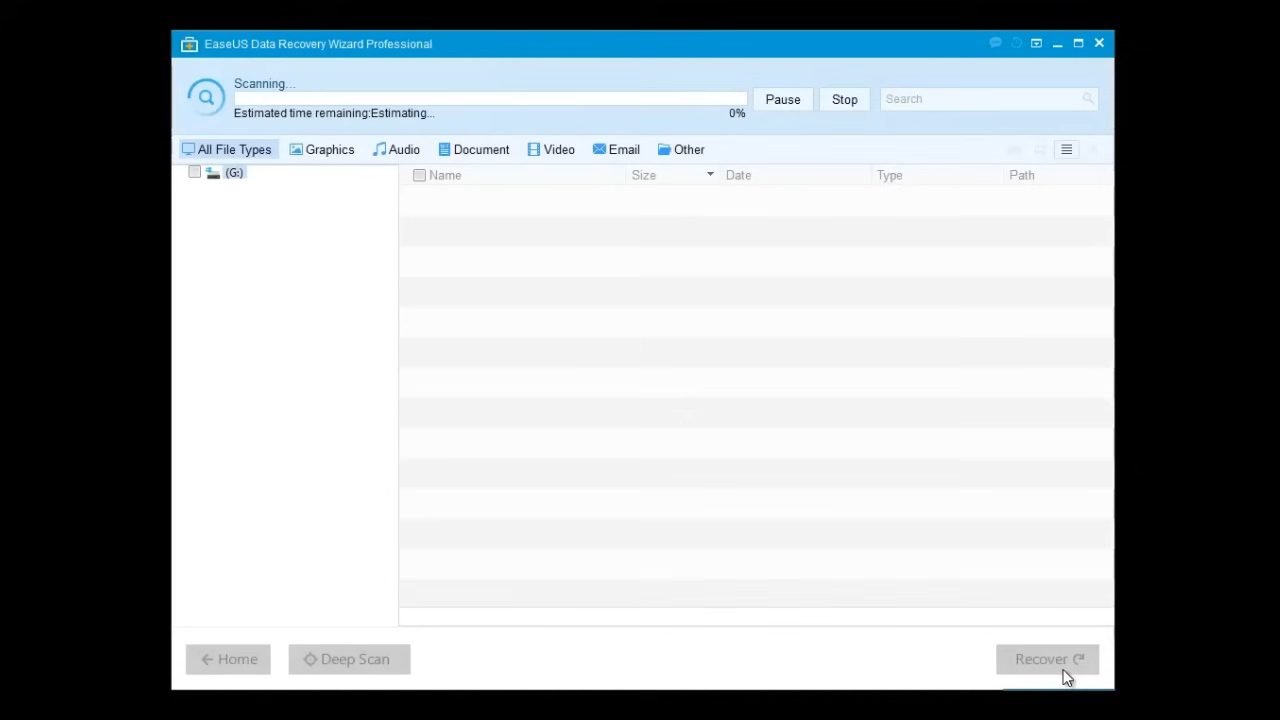 EaseUS Data Recovery Wizard Professional
Scanning...
Pause Stop Search
Estimated time remaining:Estimating... 0%
All File Types Graphics Audio Document Video Email Other
(G:)
Name Size Date Type Path
Home Deep Scan Recover